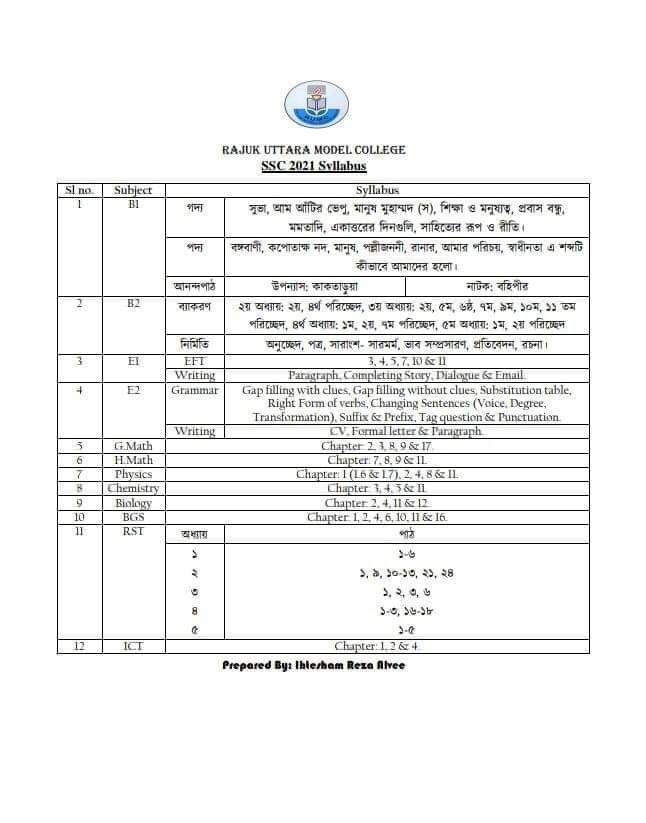 RAJUK UTTARA MODEL COLLEGE
SSC 2021 Syllabus
Sl no. Subject Syllabus
1 B1 গদ্য সুভা, আম আঁটির ভেপু, মানুষ মুহাম্মদ (স), শিক্ষা ও মনুষ্যত্ব, প্রবাস বন্ধু,
মমতাদি, একাত্তরের দিনগুলি, সাহিত্যের রূপ ও রীতি।
পদ্য বঙ্গবাণী, কপোতাক্ষ নদ, মানুষ, পল্লীজননী, রানার, আমার পরিচয়, স্বাধীনতা এ শব্দটি
কীভাবে আমাদের হলো।
আনন্দপাঠ উপন্যাস: কাকতাড়ুয়া নাটক: বহিপীর
2 B2 ব্যাকরণ ২য় অধ্যায়: ২য়, ৪র্থ পরিচ্ছেদ, ৩য় অধ্যায়: ২য়, ৫ম, ৬ষ্ঠ, ৭ম, ৯ম, ১০ম, ১১ তম
পরিচ্ছেদ, ৪র্থ অধ্যায়: ১ম, ২য়, ৭ম পরিচ্ছেদ, ৫ম অধ্যায়: ১ম, ২য় পরিচ্ছেদ
নির্মিতি অনুচ্ছেদ, পত্র, সারাংশ- সারমর্ম, ভাব সম্প্রসারণ, প্রতিবেদন, রচনা।
3 E1 EFT 3, 4, 5, 7, 10 & 11
Writing Paragraph, Completing Story, Dialogue & Email.
4 E2 Grammar Gap filling with clues, Gap filling without clues, Substitution table,
Right Form of verbs, Changing Sentences (Voice, Degree,
Transformation), Suffix & Prefix, Tag question & Punctuation.
Writing CV, Formal letter & Paragraph.
5 G.Math Chapter: 2, 3, 8, 9 & 17.
6 H.Math Chapter: 7, 8, 9 & 11.
7 Physics Chapter: 1 (1.6 & 1.7), 2, 4, 8 & 11.
8 Chemistry Chapter: 3, 4, 5 & 11.
9 Biology Chapter: 2, 4, 11 & 12.
10 BGS Chapter: 1, 2, 4, 6, 10, 11 & 16.
11 RST অধ্যায় পাঠ
১ ১-৬
২ ১, ৯, ১০-১৩, ২১, ২৪
৩ ১, ২, ৩, ৬
৪ ১-৩, ১৬-১৮
৫ ১-৫
12 ICT Chapter: 1, 2 & 4.
Prepared By: Ihtesham Reza Alvee